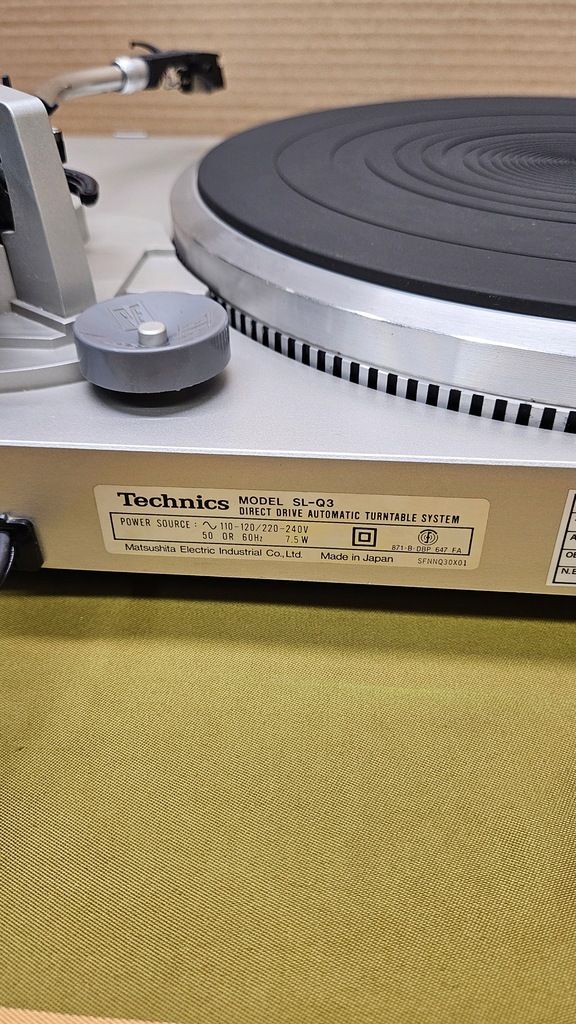 Technics MODEL SL-Q3
DIRECT DRIVE AUTOMATIC TURNTABLE SYSTEM
POWER SOURCE : ∿ 110-120/220-240V
50 OR 60Hz 7.5W
871-B-DBP 647 FA
Matsushita Electric Industrial Co., Ltd. Made in Japan SFNNQ30X01
N.E